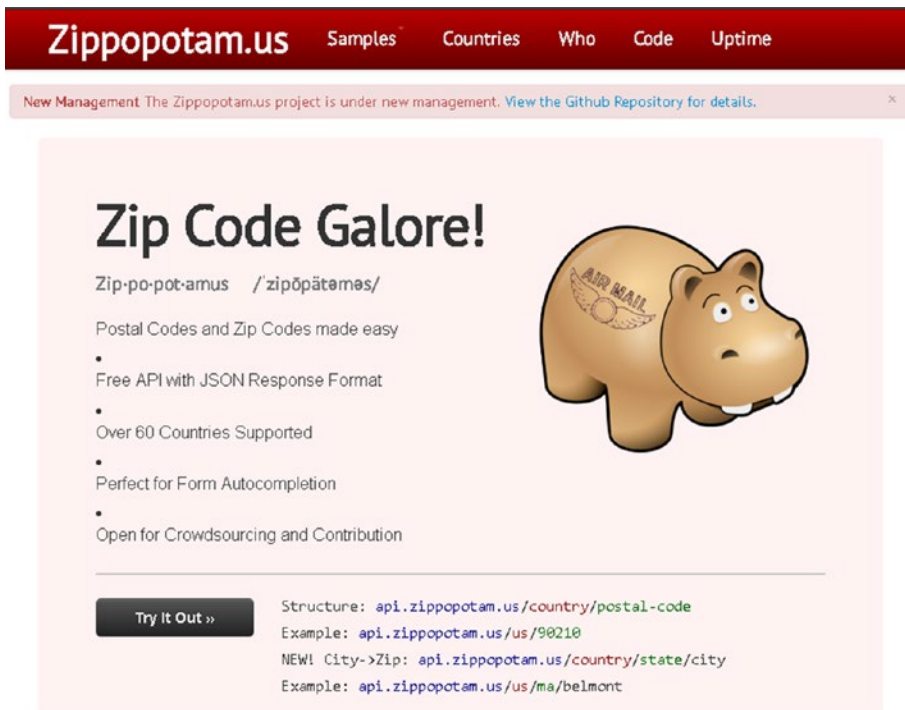 Zippopotam.us Samples Countries Who Code Uptime
New Management The Zippopotam.us project is under new management. View the Github Repository for details. ×
Zip Code Galore!
Zip·po·pot·amus /ˈzipōpätəməs/
AIR MAIL
Postal Codes and Zip Codes made easy
•
Free API with JSON Response Format
•
Over 60 Countries Supported
•
Perfect for Form Autocompletion
•
Open for Crowdsourcing and Contribution
Try It Out »
Structure: api.zippopotam.us/country/postal-code
Example: api.zippopotam.us/us/90210
NEW! City->Zip: api.zippopotam.us/country/state/city
Example: api.zippopotam.us/us/ma/belmont